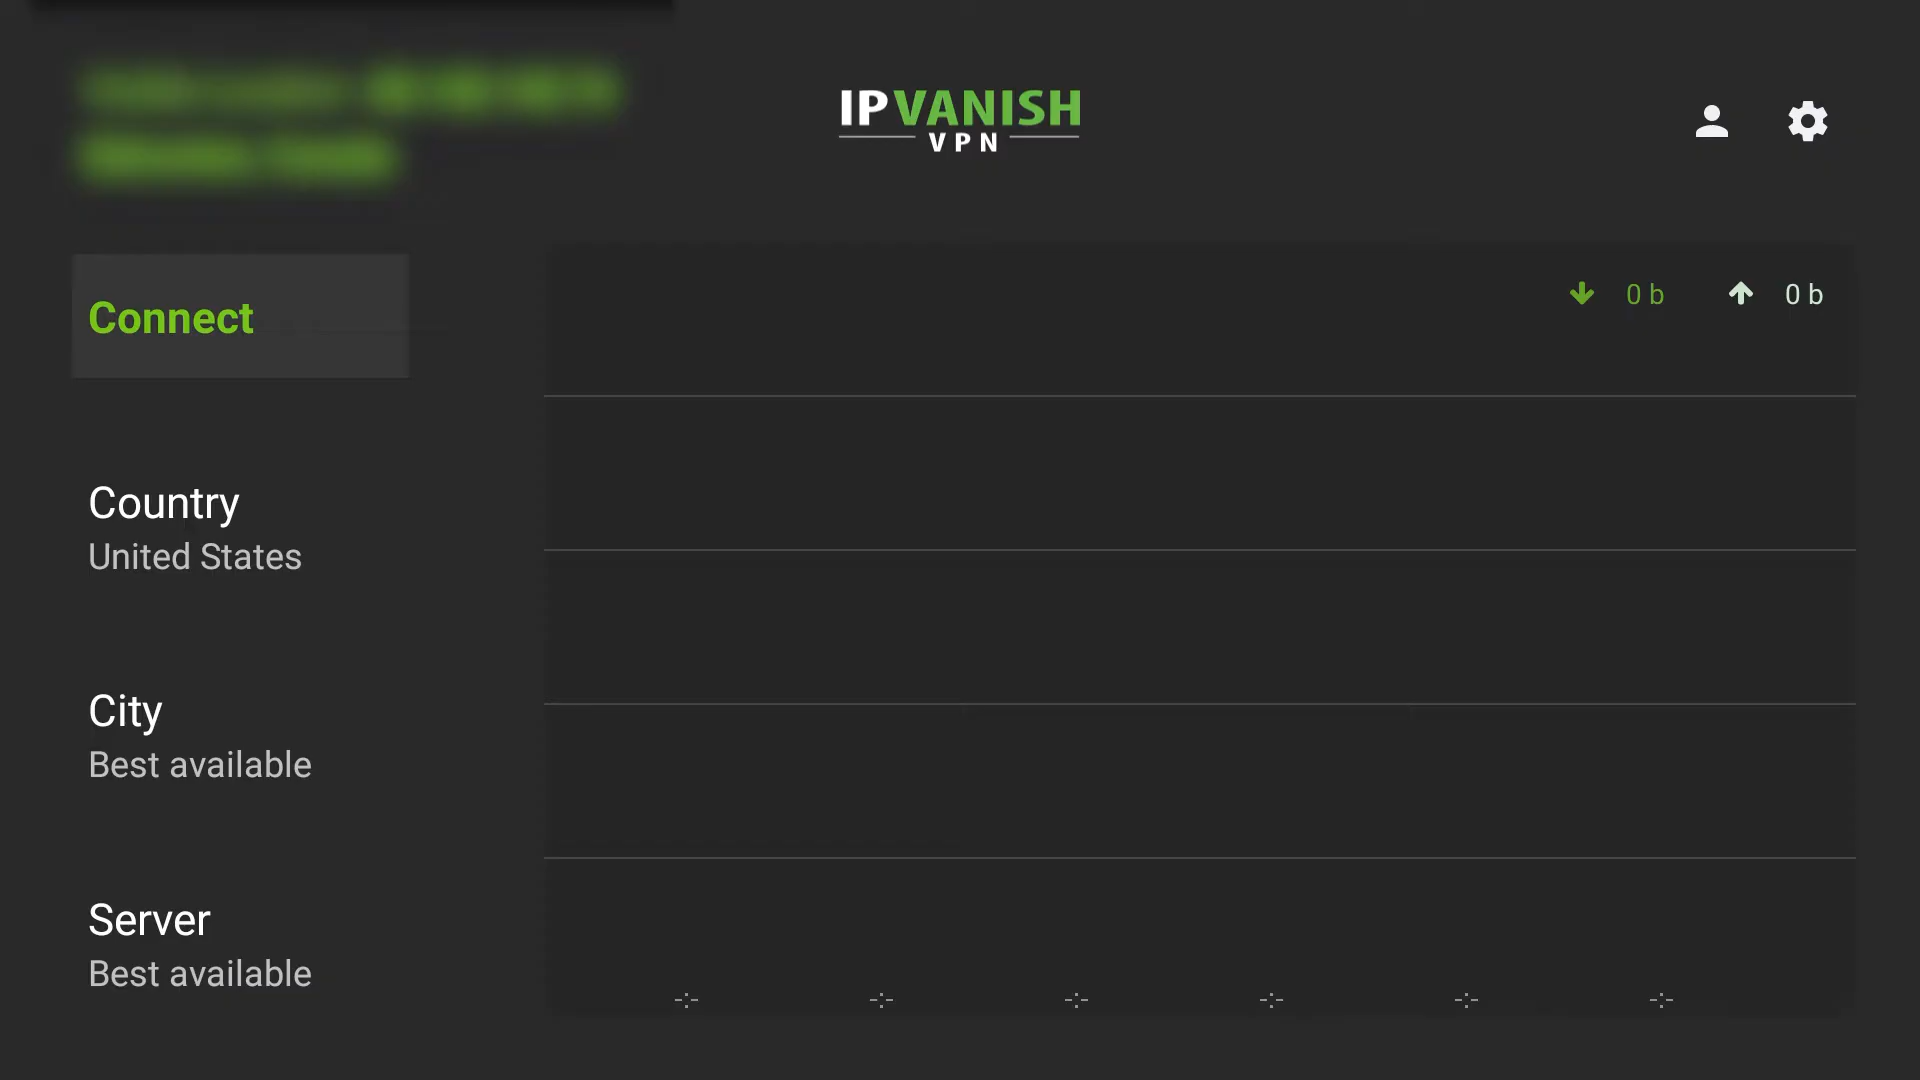 IPVANISH
VPN
0 b
0 b
Connect
Country
United States
City
Best available
Server
Best available
-:-
-:-
-:-
-:-
-:-
-:-